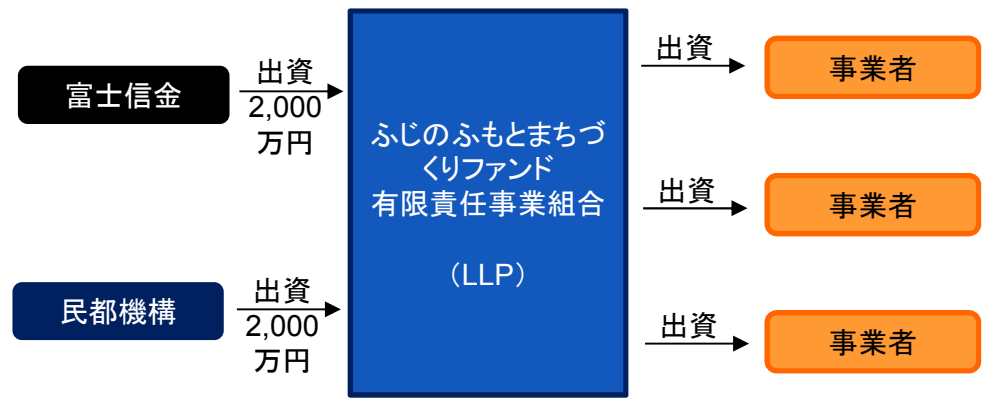 富士信金
出資
2,000
万円
民都機構
出資
2,000
万円
ふじのふもとまちづ
くりファンド
有限責任事業組合
（LLP）
出資
事業者
出資
事業者
出資
事業者